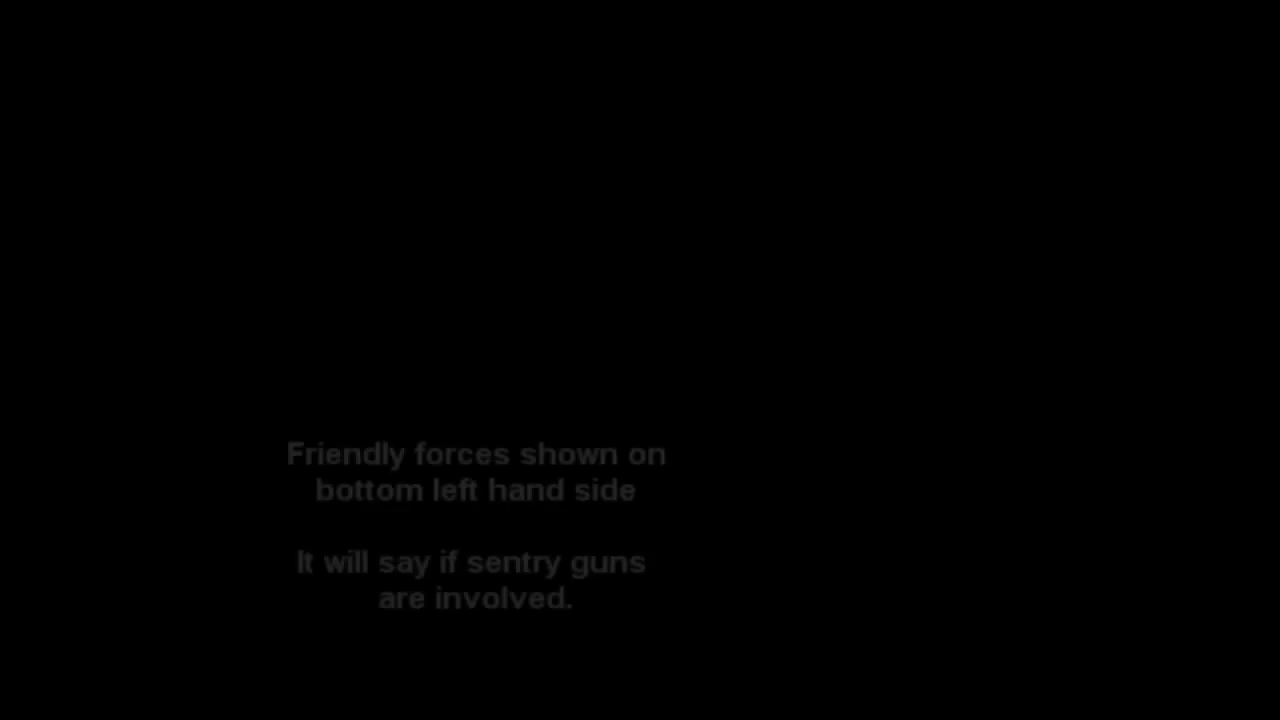 Friendly forces shown on
bottom left hand side
It will say if sentry guns
are involved.